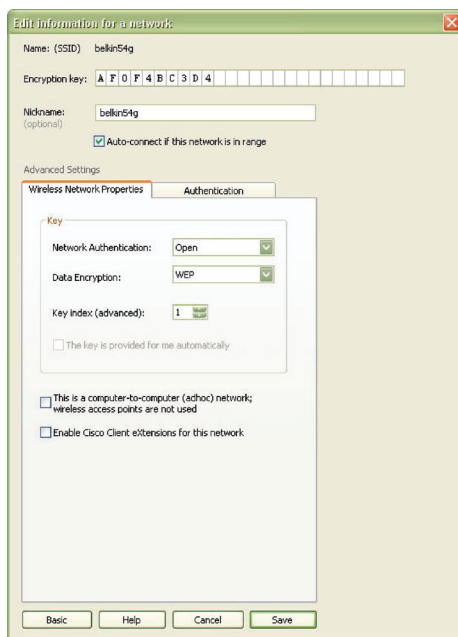 Edit information for a network
Name: (SSID) belkin54g
Encryption key: A F 0 F 4 B C 3 D 4
Nickname: belkin54g
(optional)
Auto-connect if this network is in range
Advanced Settings
Wireless Network Properties Authentication
Key
Network Authentication: Open
Data Encryption: WEP
Key index (advanced): 1
The key is provided for me automatically
This is a computer-to-computer (adhoc) network;
wireless access points are not used
Enable Cisco Client eXtensions for this network
Basic Help Cancel Save